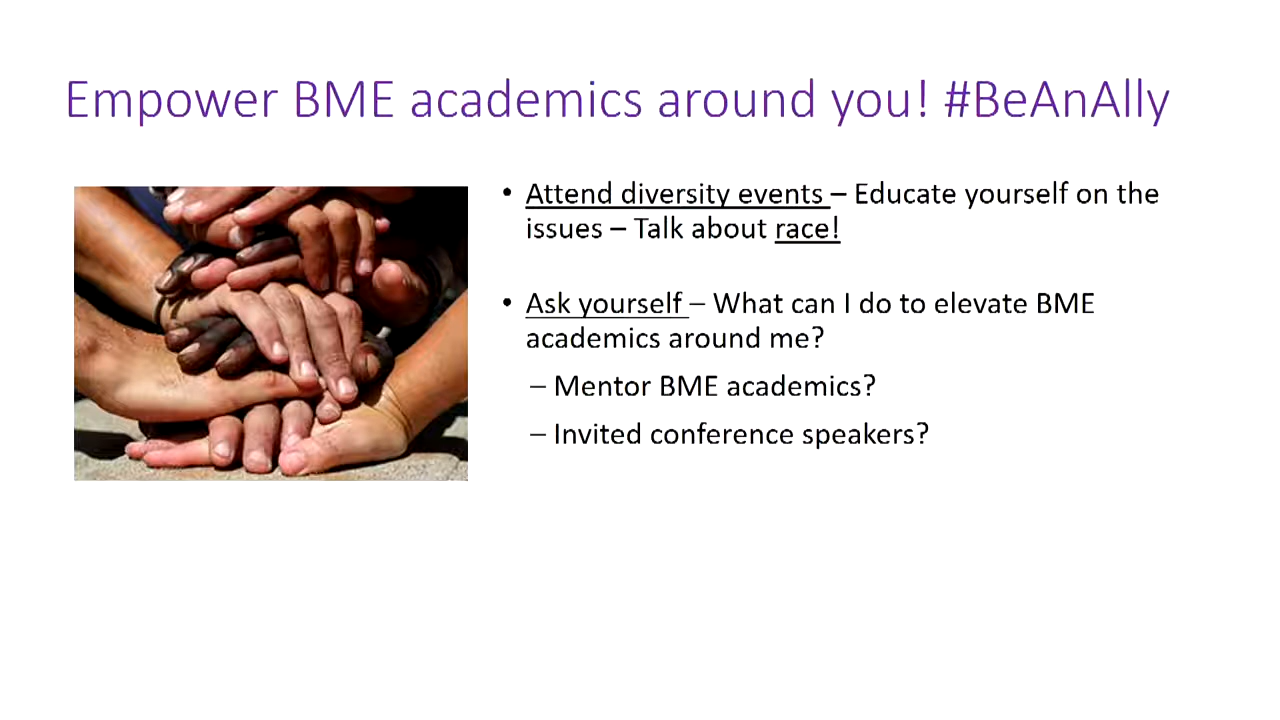 Empower BME academics around you! #BeAnAlly
• Attend diversity events – Educate yourself on the
issues – Talk about race!
• Ask yourself – What can I do to elevate BME
academics around me?
– Mentor BME academics?
– Invited conference speakers?